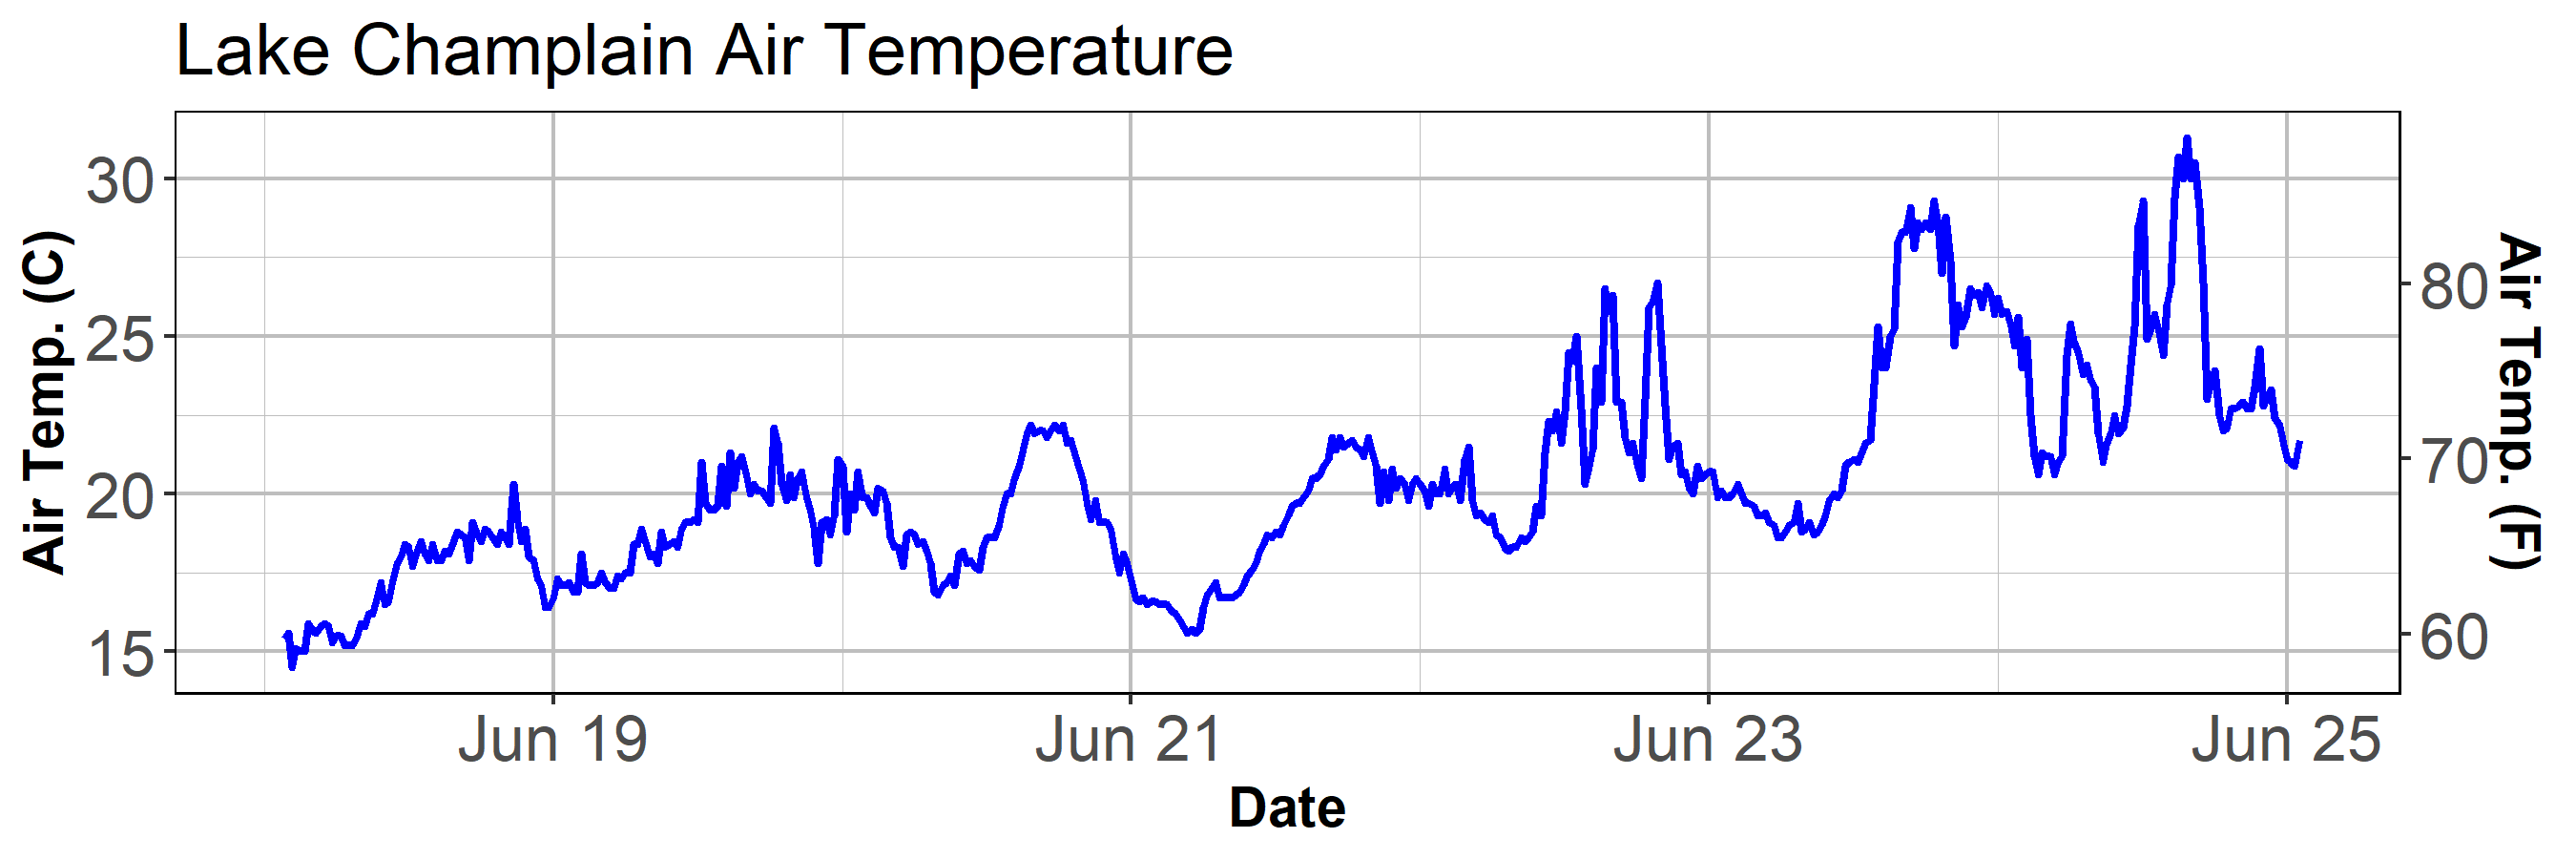 Lake Champlain Air Temperature
Air Temp. (C)
30
25
20
15
80
70
60
Air Temp. (F)
Jun 19
Jun 21
Jun 23
Jun 25
Date